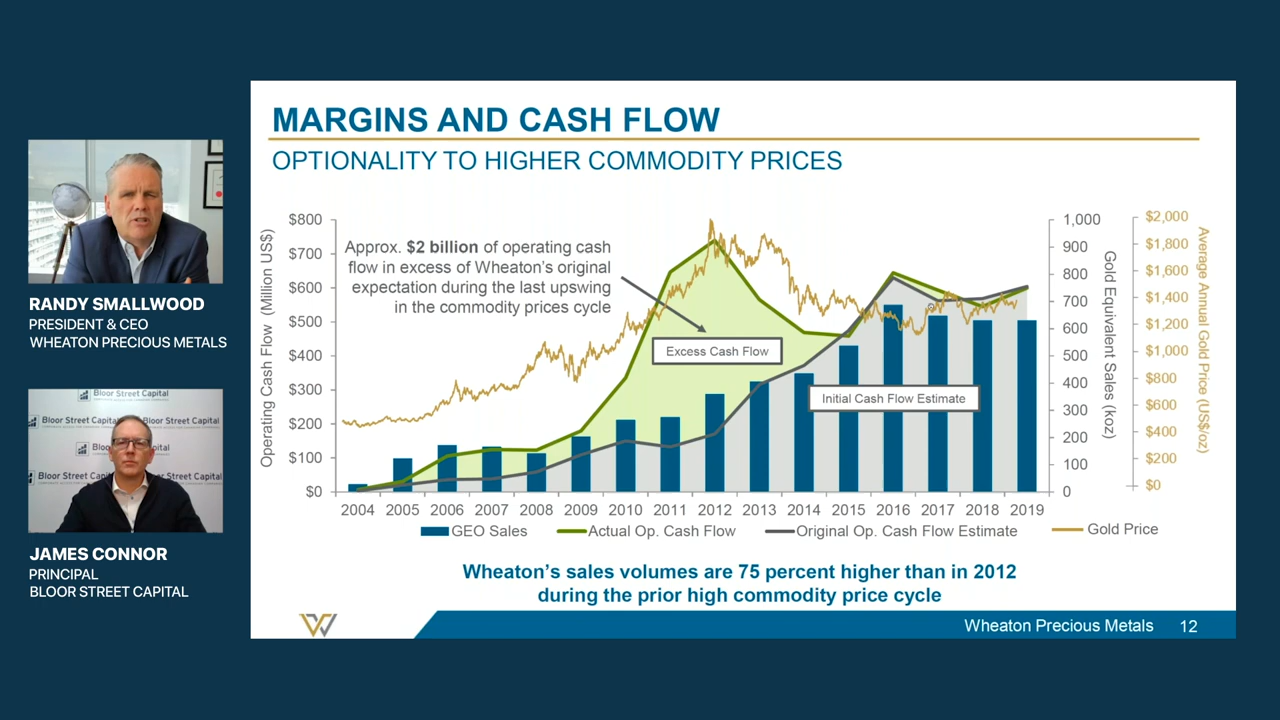 MARGINS AND CASH FLOW
OPTIONALITY TO HIGHER COMMODITY PRICES
RANDY SMALLWOOD
PRESIDENT & CEO
WHEATON PRECIOUS METALS
Bloor Street Capital
Bloor Street Capital
Bloor Street Capital
JAMES CONNOR
PRINCIPAL
BLOOR STREET CAPITAL
Operating Cash Flow (Million US$)
$800
$700
$600
$500
$400
$300
$200
$100
$0
Approx. $2 billion of operating cash
flow in excess of Wheaton's original
expectation during the last upswing
in the commodity prices cycle
Excess Cash Flow
Initial Cash Flow Estimate
1,000
900
800
700
600
500
400
300
200
100
0
Gold Equivalent Sales (koz)
$2,000
$1,800
$1,600
$1,400
$1,200
$1,000
$800
$600
$400
$200
$0
Average Annual Gold Price (US$/oz)
2004 2005 2006 2007 2008 2009 2010 2011 2012 2013 2014 2015 2016 2017 2018 2019
GEO Sales Actual Op. Cash Flow Original Op. Cash Flow Estimate Gold Price
Wheaton's sales volumes are 75 percent higher than in 2012
during the prior high commodity price cycle
Wheaton Precious Metals 12